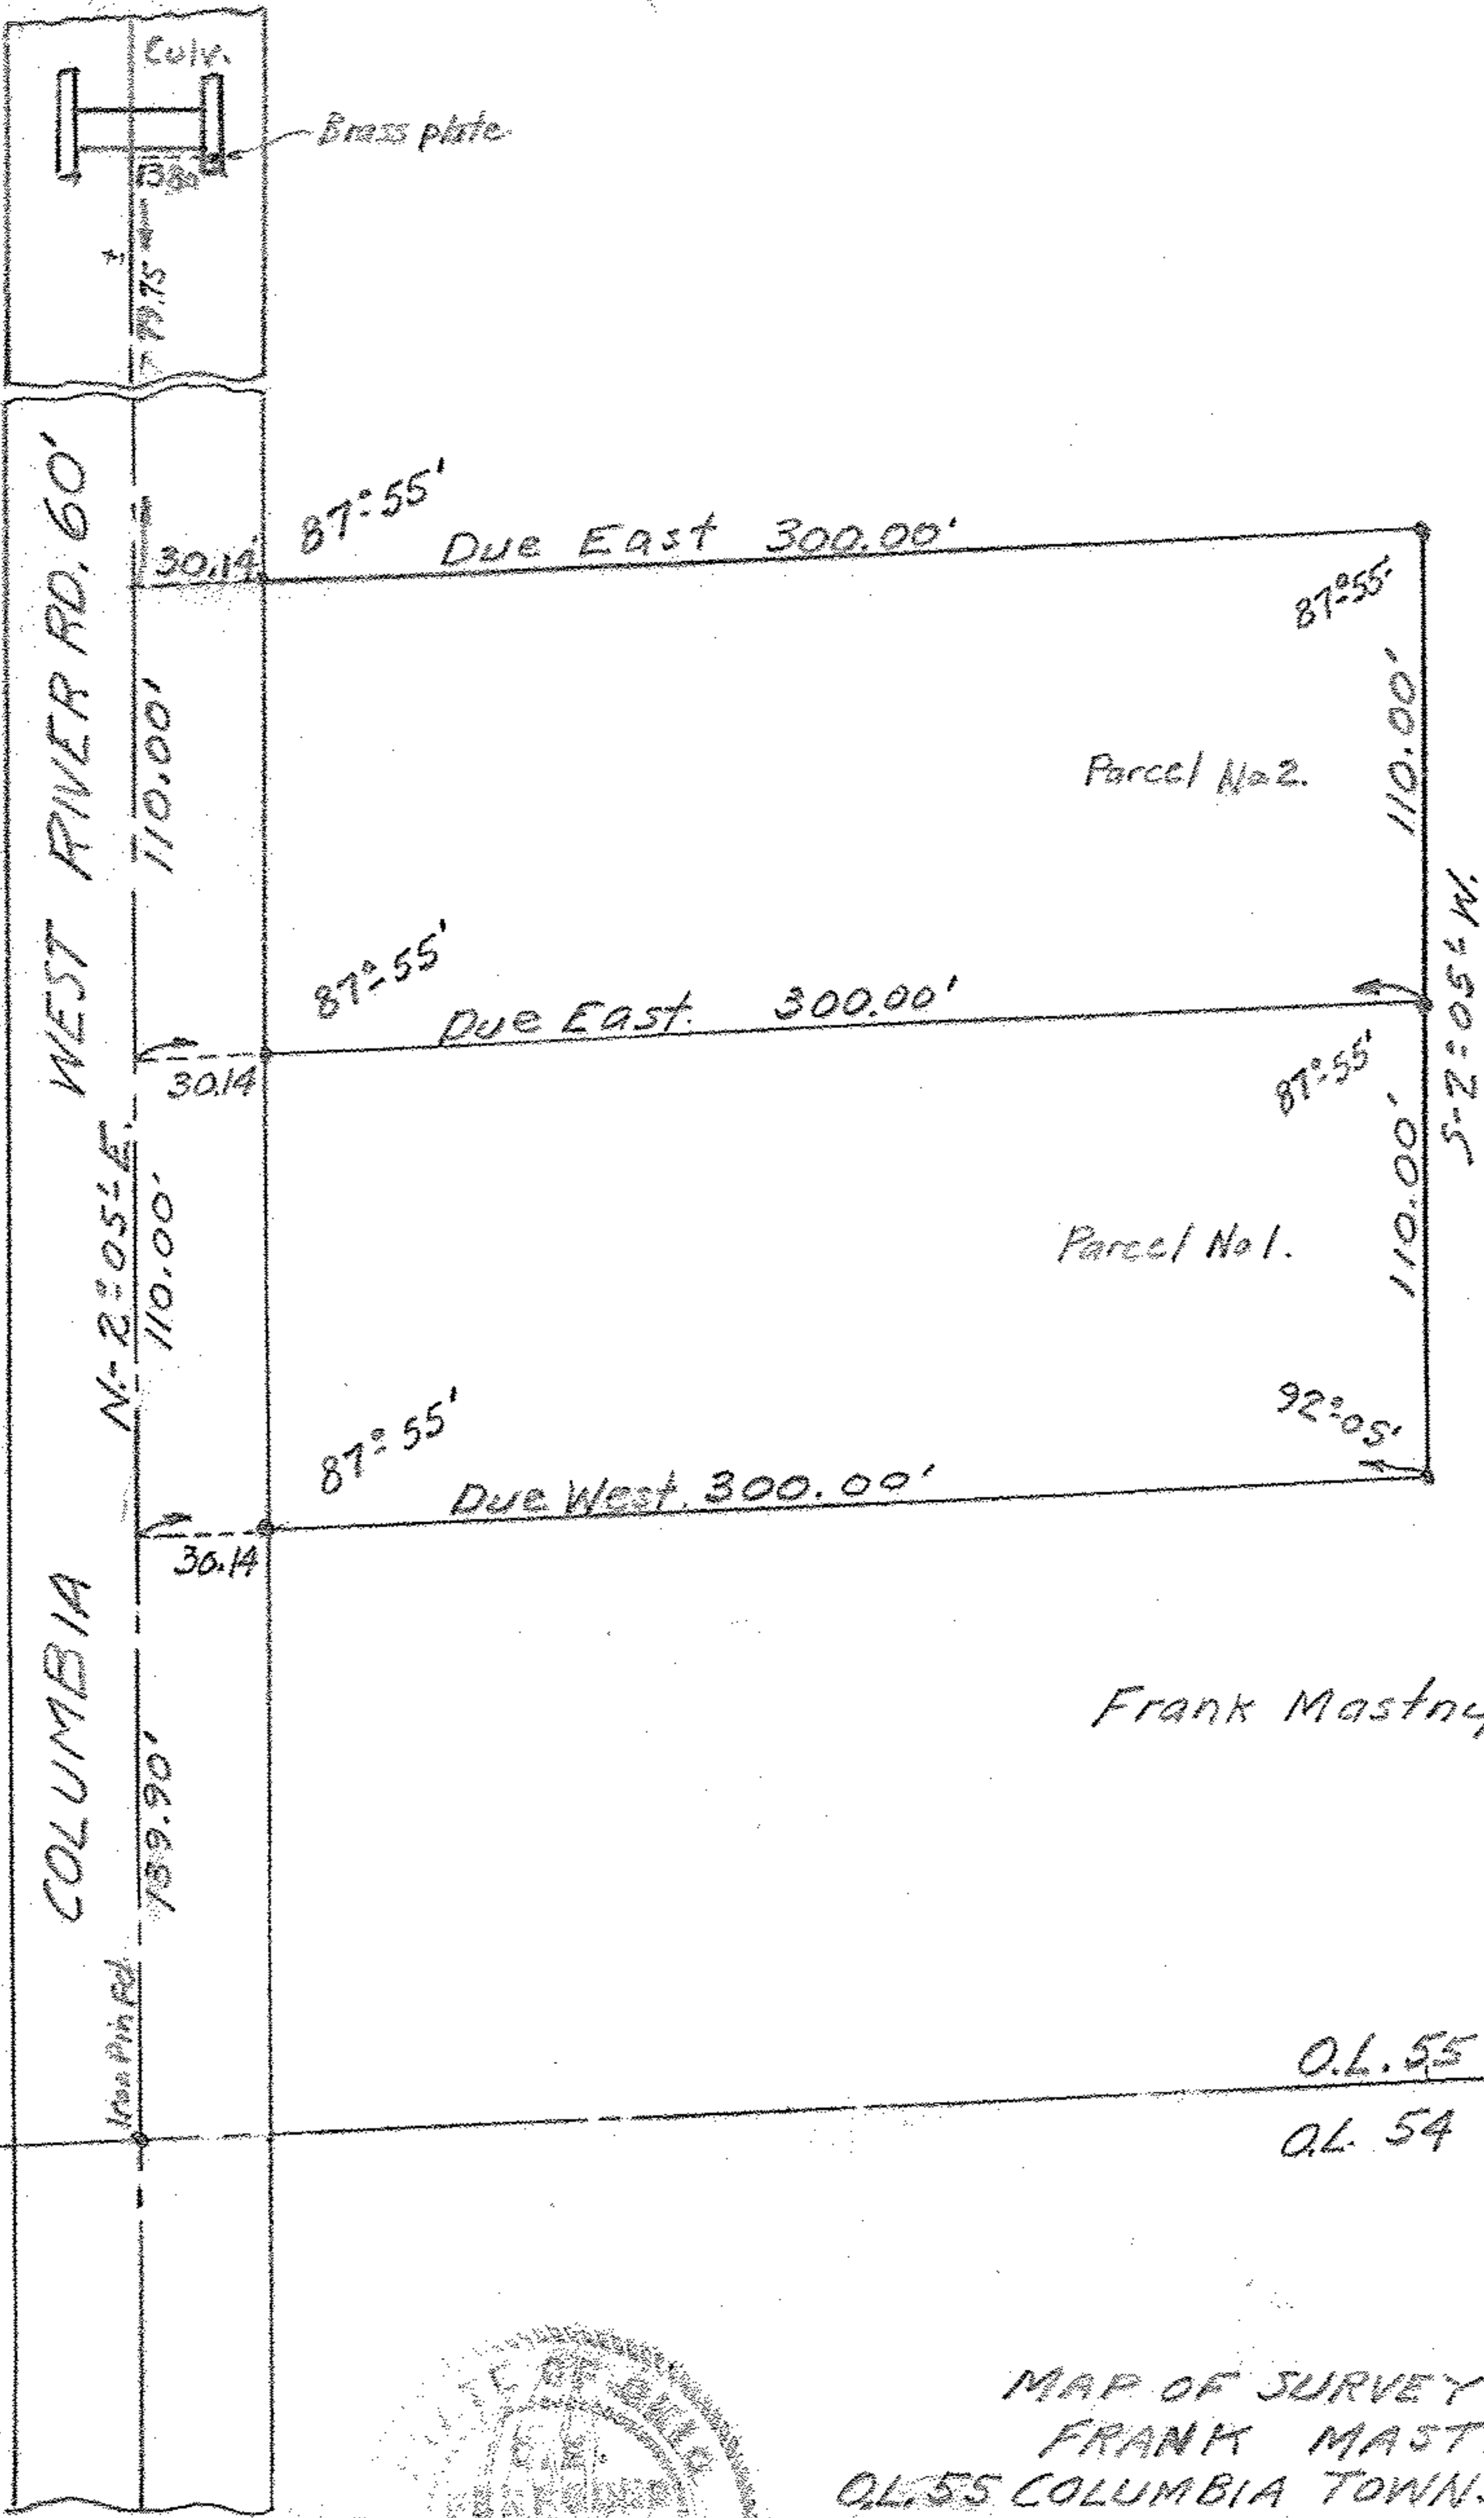 Culv.
Brass plate
WEST RIVER RD. 60'
30.14'
87°-55'
Due East 300.00'
87°55'
110.00'
110.00'
Parcel No 2.
87°-55'
Due East. 300.00'
30.14
S-2°-05' W.
87°-55'
N.- 2°-05' E.
110.00'
110.00'
Parcel No 1.
92°-05'
87°-55'
Due West. 300.00'
30.14
COLUMBIA
Frank Mastny
Iron Pin Fd.
O.L. 55
O.L. 54
MAP OF SURVEY
FRANK MAST
O.L. 55 COLUMBIA TOWN